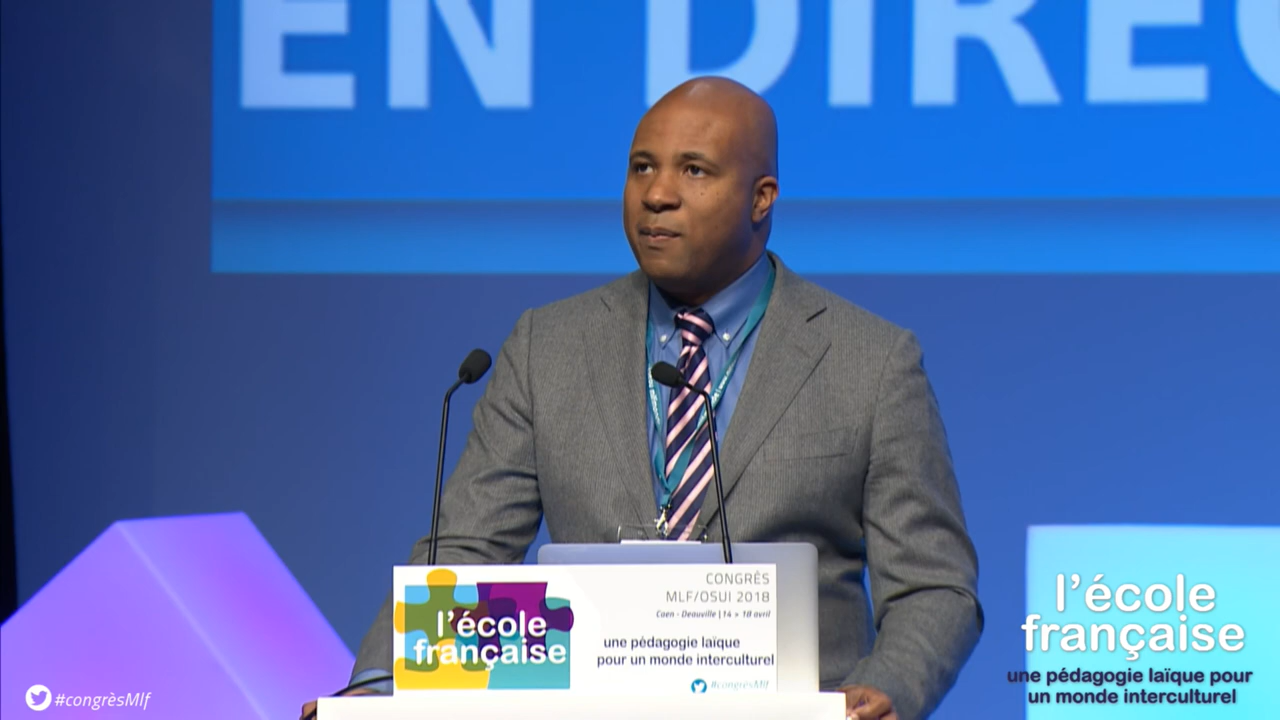 EN DIREC
CONGRÈS
MLF/OSUI 2018
Caen - Deauville | 14 > 18 avril
l'école
française
une pédagogie laïque
pour un monde interculturel
#congrèsMlf
l'école
française
une pédagogie laïque pour
un monde interculturel
#congrèsMlf